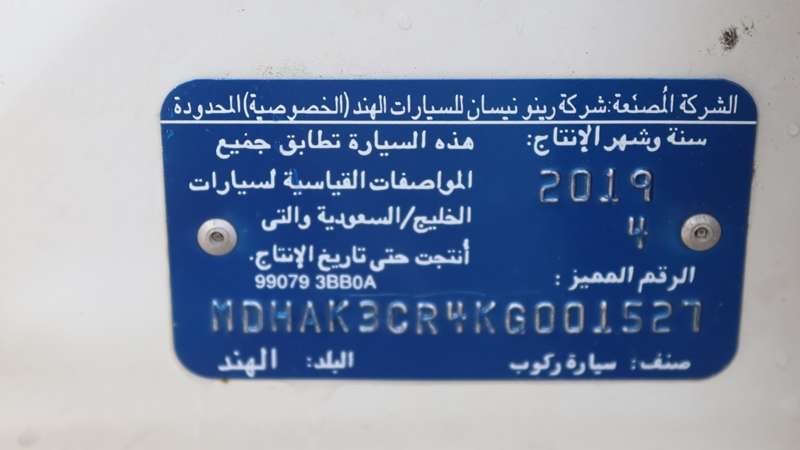 الشركة المُصنّعة: شركة رينو نيسان للسيارات الهند (الخصوصية) المحدودة
سنة وشهر الإنتاج:
2019
4
هذه السيارة تطابق جميع
المواصفات القياسية لسيارات
الخليج/السعودية والتى
أنتجت حتى تاريخ الإنتاج.
99079 3BB0A
الرقم المميز :
MDHAK3CR4KG001527
صنف: سيارة ركوب
البلد: الهند